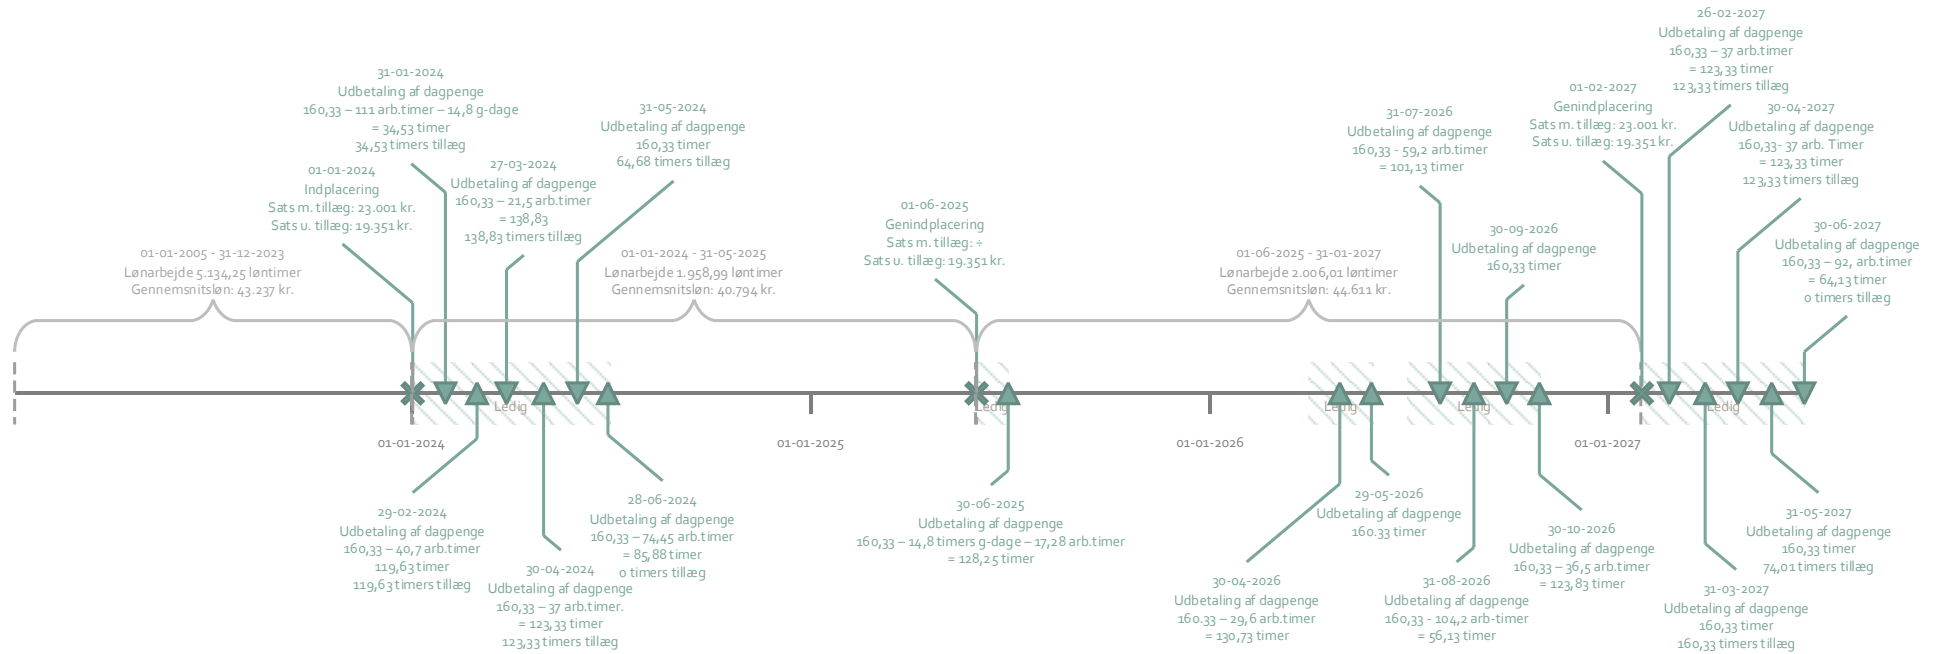 31-01-2024
Udbetaling af dagpenge
160,33 – 111 arb.timer – 14,8 g-dage
= 34,53 timer
34,53 timers tillæg
01-01-2024
Indplacering
Sats m. tillæg: 23.001 kr.
Sats u. tillæg: 19.351 kr.
27-03-2024
Udbetaling af dagpenge
160,33 – 21,5 arb.timer
= 138,83
138,83 timers tillæg
31-05-2024
Udbetaling af dagpenge
160,33 timer
64,68 timers tillæg
01-06-2025
Genindplacering
Sats m. tillæg: ÷
Sats u. tillæg: 19.351 kr.
31-07-2026
Udbetaling af dagpenge
160,33 - 59,2 arb.timer
= 101,13 timer
30-09-2026
Udbetaling af dagpenge
160,33 timer
01-02-2027
Genindplacering
Sats m. tillæg: 23.001 kr.
Sats u. tillæg: 19.351 kr.
26-02-2027
Udbetaling af dagpenge
160,33 – 37 arb.timer
= 123,33 timer
123,33 timers tillæg
30-04-2027
Udbetaling af dagpenge
160,33- 37 arb. Timer
= 123,33 timer
123,33 timers tillæg
30-06-2027
Udbetaling af dagpenge
160,33 – 92, arb.timer
= 64,13 timer
0 timers tillæg
01-01-2005 - 31-12-2023
Lønarbejde 5.134,25 løntimer
Gennemsnitsløn: 43.237 kr.
01-01-2024 - 31-05-2025
Lønarbejde 1.958,99 løntimer
Gennemsnitsløn: 40.794 kr.
01-06-2025 - 31-01-2027
Lønarbejde 2.006,01 løntimer
Gennemsnitsløn: 44.611 kr.
Ledig
Ledig
Ledig
Ledig
Ledig
01-01-2024
01-01-2025
01-01-2026
01-01-2027
29-02-2024
Udbetaling af dagpenge
160,33 – 40,7 arb.timer
119,63 timer
119,63 timers tillæg
30-04-2024
Udbetaling af dagpenge
160,33 – 37 arb.timer.
= 123,33 timer
123,33 timers tillæg
28-06-2024
Udbetaling af dagpenge
160,33 – 74,45 arb.timer
= 85,88 timer
0 timers tillæg
30-06-2025
Udbetaling af dagpenge
160,33 – 14,8 timers g-dage – 17,28 arb.timer
= 128,25 timer
30-04-2026
Udbetaling af dagpenge
160.33 – 29,6 arb.timer
= 130,73 timer
29-05-2026
Udbetaling af dagpenge
160.33 timer
31-08-2026
Udbetaling af dagpenge
160,33 - 104,2 arb-timer
= 56,13 timer
30-10-2026
Udbetaling af dagpenge
160,33 – 36,5 arb.timer
= 123,83 timer
31-03-2027
Udbetaling af dagpenge
160,33 timer
160,33 timers tillæg
31-05-2027
Udbetaling af dagpenge
160,33 timer
74,01 timers tillæg